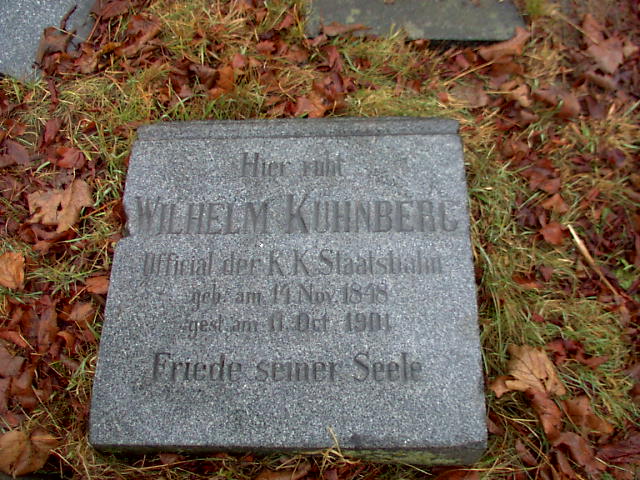 Hier ruht
WILHELM KUHNBERG
Official der K.K. Staatsbahn
geb. am 14. Nov. 1848
gest. am 11. Oct. 1901
Friede seiner Seele